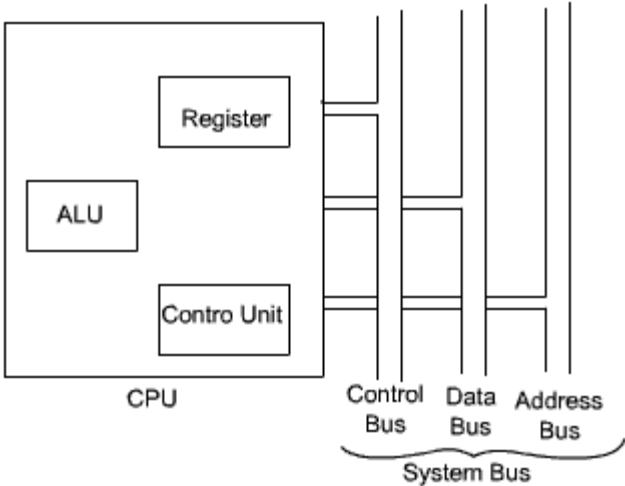 Register
ALU
Contro Unit
CPU
Control
Bus
Data
Bus
Address
Bus
System Bus